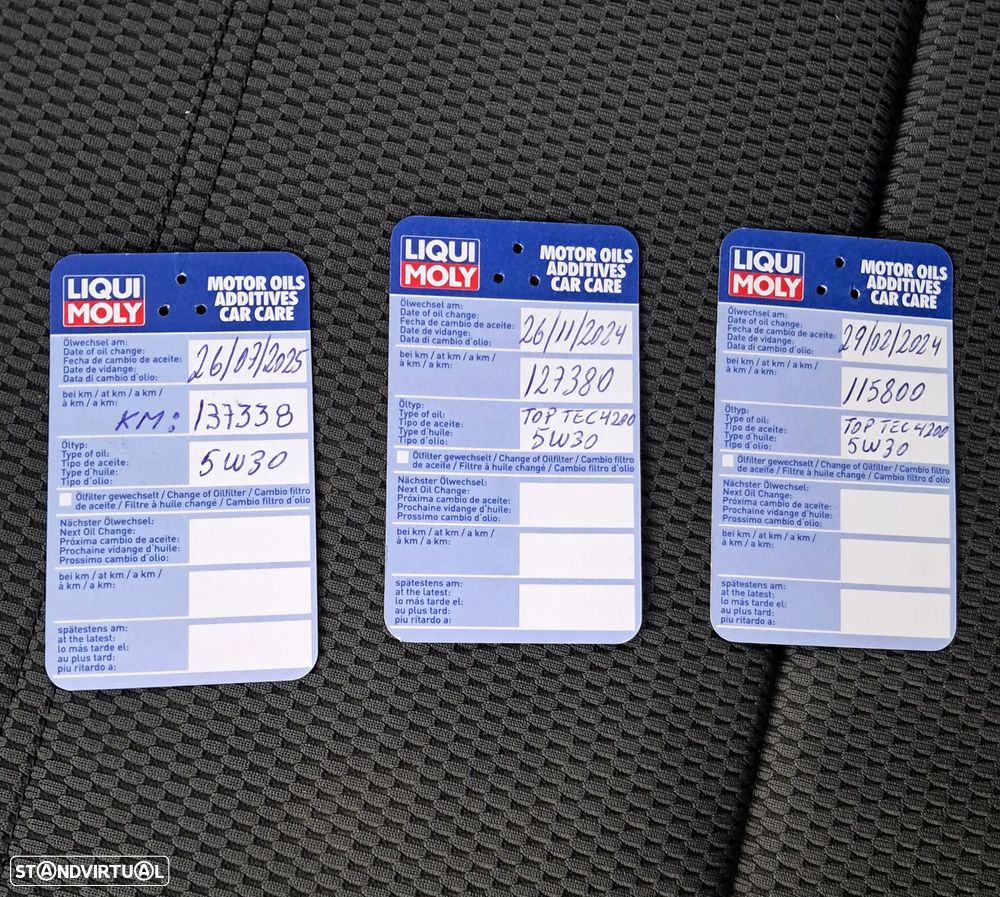 LIQUI
MOLY
MOTOR OILS
ADDITIVES
CAR CARE
Ölwechsel am:
Date of oil change:
Fecha de cambio de aceite:
Date de vidange:
Data di cambio d'olio:
26/07/2025
bei km / at km / a km /
à km / a km:
KM: 137338
Öltyp:
Type of oil:
Tipo de aceite:
Type d'huile:
Tipo d'olio:
5W30
Ölfilter gewechselt / Change of Oilfilter / Cambio filtro
de aceite / Filtre à huile changé / Cambio filtro d'olio
Nächster Ölwechsel:
Next Oil Change:
Próxima cambio de aceite:
Prochaine vidange d'huile:
Prossimo cambio d'olio:
bei km / at km / a km /
à km / a km:
spätestens am:
at the latest:
lo más tarde el:
au plus tard:
piu ritardo a:
LIQUI
MOLY
MOTOR OILS
ADDITIVES
CAR CARE
Ölwechsel am:
Date of oil change:
Fecha de cambio de aceite:
Date de vidange:
Data di cambio d'olio:
26/11/2024
bei km / at km / a km /
à km / a km:
127380
Öltyp:
Type of oil:
Tipo de aceite:
Type d'huile:
Tipo d'olio:
TOP TEC 4200
5W30
Ölfilter gewechselt / Change of Oilfilter / Cambio filtro
de aceite / Filtre à huile changé / Cambio filtro d'olio
Nächster Ölwechsel:
Next Oil Change:
Próxima cambio de aceite:
Prochaine vidange d'huile:
Prossimo cambio d'olio:
bei km / at km / a km /
à km / a km:
spätestens am:
at the latest:
lo más tarde el:
au plus tard:
piu ritardo a:
LIQUI
MOLY
MOTOR OILS
ADDITIVES
CAR CARE
Ölwechsel am:
Date of oil change:
Fecha de cambio de aceite:
Date de vidange:
Data di cambio d'olio:
29/02/2024
bei km / at km / a km /
à km / a km:
115800
Öltyp:
Type of oil:
Tipo de aceite:
Type d'huile:
Tipo d'olio:
TOP TEC 4200
5W30
Ölfilter gewechselt / Change of Oilfilter / Cambio filtro
de aceite / Filtre à huile changé / Cambio filtro d'olio
Nächster Ölwechsel:
Next Oil Change:
Próxima cambio de aceite:
Prochaine vidange d'huile:
Prossimo cambio d'olio:
bei km / at km / a km /
à km / a km:
spätestens am:
at the latest:
lo más tarde el:
au plus tard:
piu ritardo a:
STANDVIRTUAL